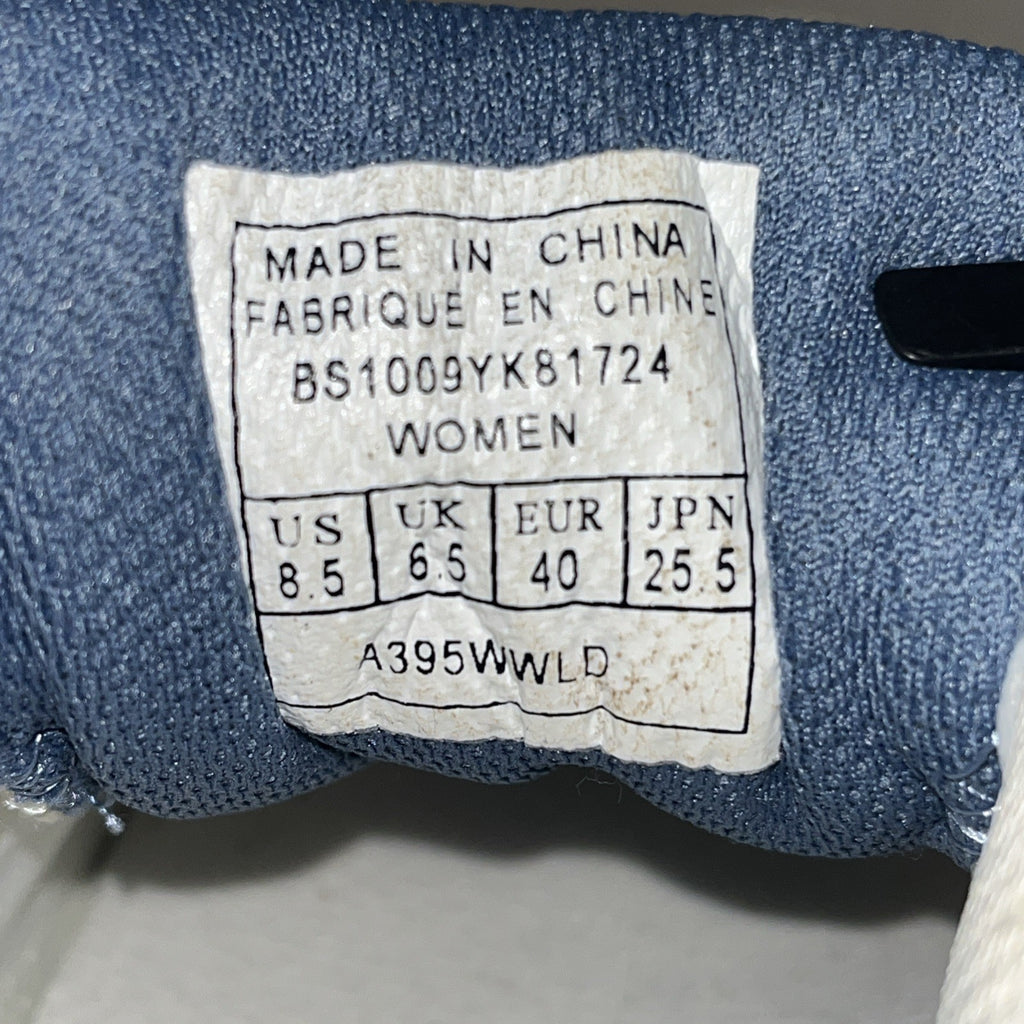 MADE IN CHINA
FABRIQUE EN CHINE
BS1009YK81724
WOMEN
US UK EUR JPN
8.5 6.5 40 25.5
A395WWLD